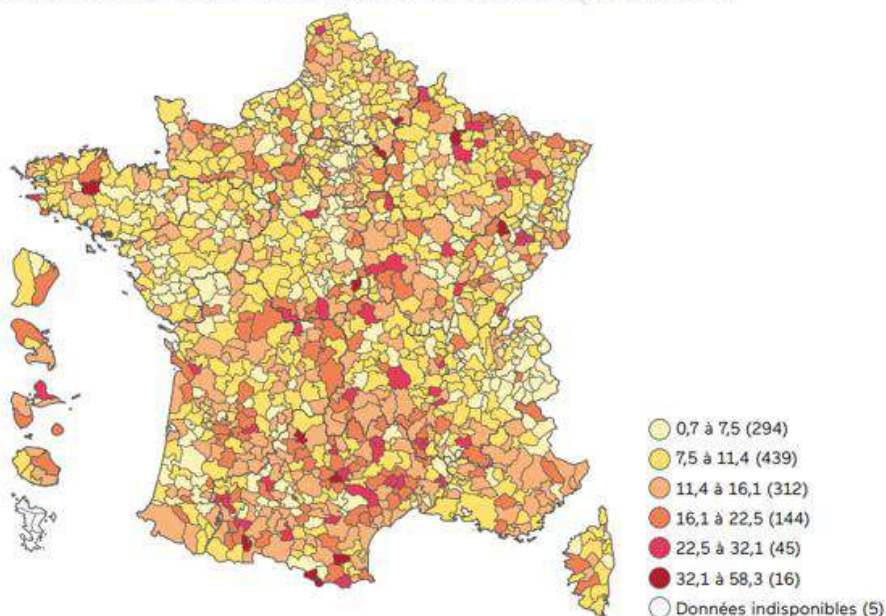 0,7 à 7,5 (294)
7,5 à 11,4 (439)
11,4 à 16,1 (312)
16,1 à 22,5 (144)
22,5 à 32,1 (45)
32,1 à 58,3 (16)
Données indisponibles (5)